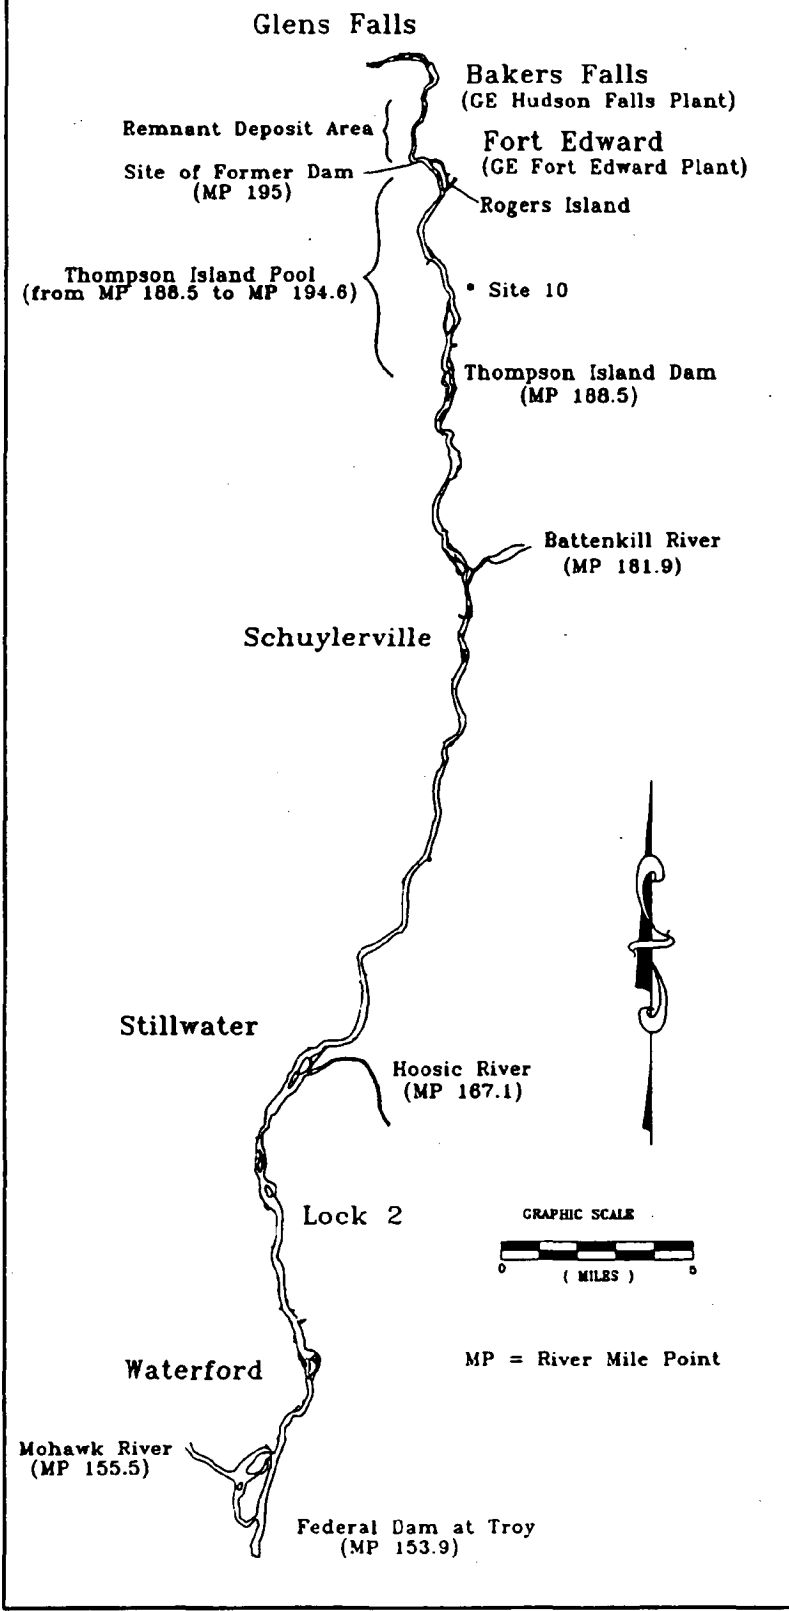 Glens Falls
Bakers Falls
(GE Hudson Falls Plant)
Remnant Deposit Area
Fort Edward
(GE Fort Edward Plant)
Site of Former Dam
(MP 195)
Rogers Island
Thompson Island Pool
(from MP 188.5 to MP 194.6)
Site 10
Thompson Island Dam
(MP 188.5)
Battenkill River
(MP 181.9)
Schuylerville
Stillwater
Hoosic River
(MP 167.1)
Lock 2
GRAPHIC SCALE
0 5
( MILES )
Waterford
MP = River Mile Point
Mohawk River
(MP 155.5)
Federal Dam at Troy
(MP 153.9)